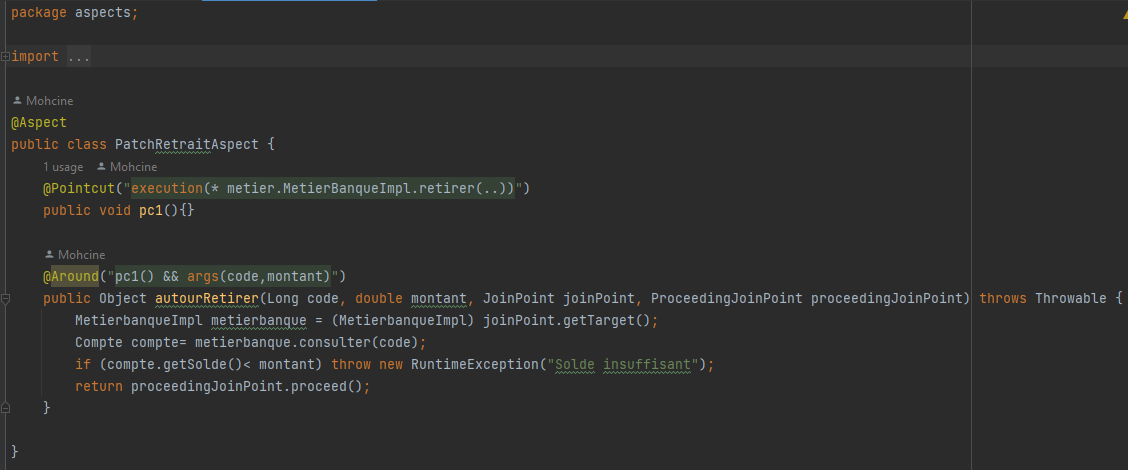 package aspects;
import ...
Mohcine
@Aspect
public class PatchRetraitAspect {
1 usage Mohcine
@Pointcut("execution(* metier.MetierBanqueImpl.retirer(..))")
public void pc1(){}
Mohcine
@Around("pc1() && args(code,montant)")
public Object autourRetirer(Long code, double montant, JoinPoint joinPoint, ProceedingJoinPoint proceedingJoinPoint) throws Throwable {
MetierbanqueImpl metierbanque = (MetierbanqueImpl) joinPoint.getTarget();
Compte compte= metierbanque.consulter(code);
if (compte.getSolde()< montant) throw new RuntimeException("Solde insuffisant");
return proceedingJoinPoint.proceed();
}
}